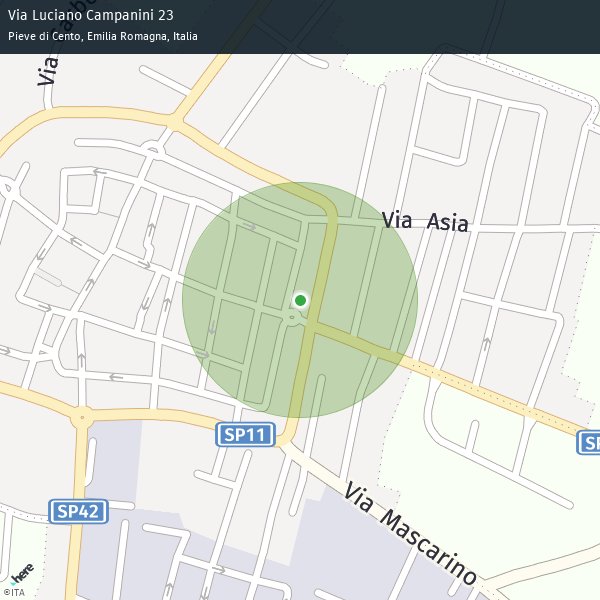 Via Luciano Campanini 23
Pieve di Cento, Emilia Romagna, Italia
Via
Via Asia
SP11
SP
SP42
Via Mascarino
here
©ITA